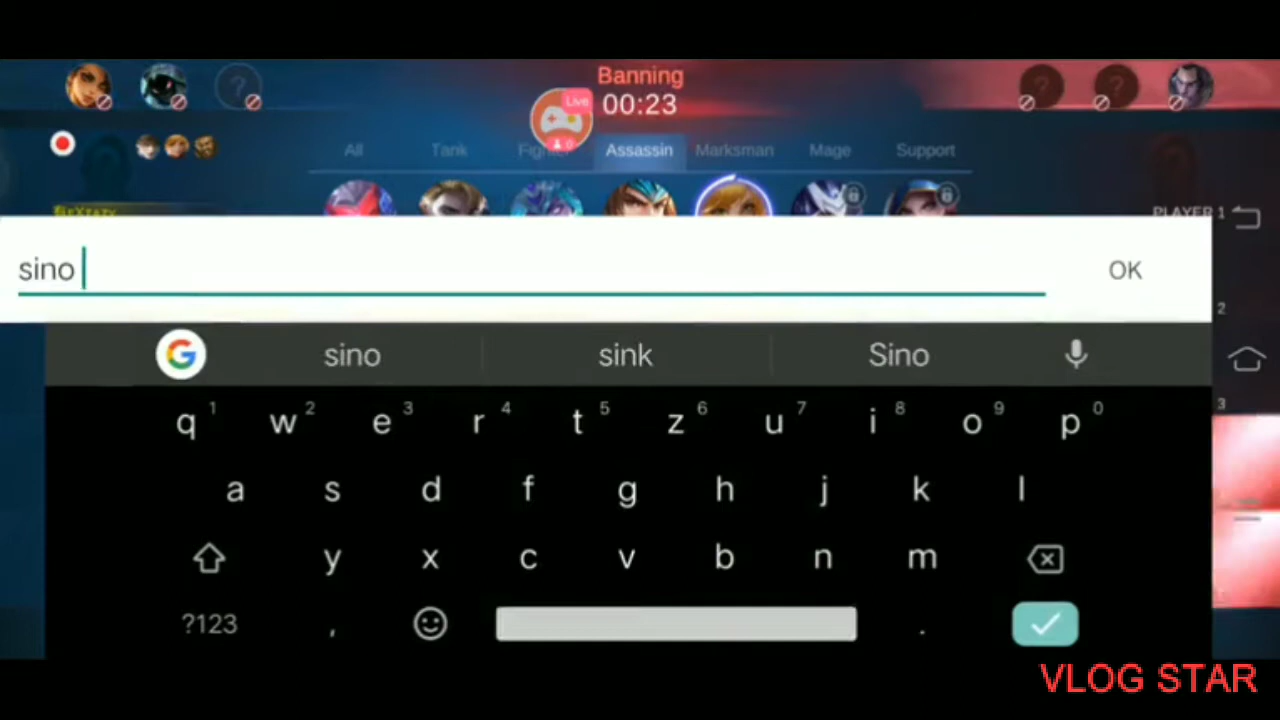 Banning
00:23
Live
All Tank Fighter Assassin Marksman Mage Support
PLAYER 1
sino
OK
2
sino sink Sino
3
q 1 w 2 e 3 r 4 t 5 z 6 u 7 i 8 o 9 p 0
a s d f g h j k l
y x c v b n m
?123 , .
VLOG STAR